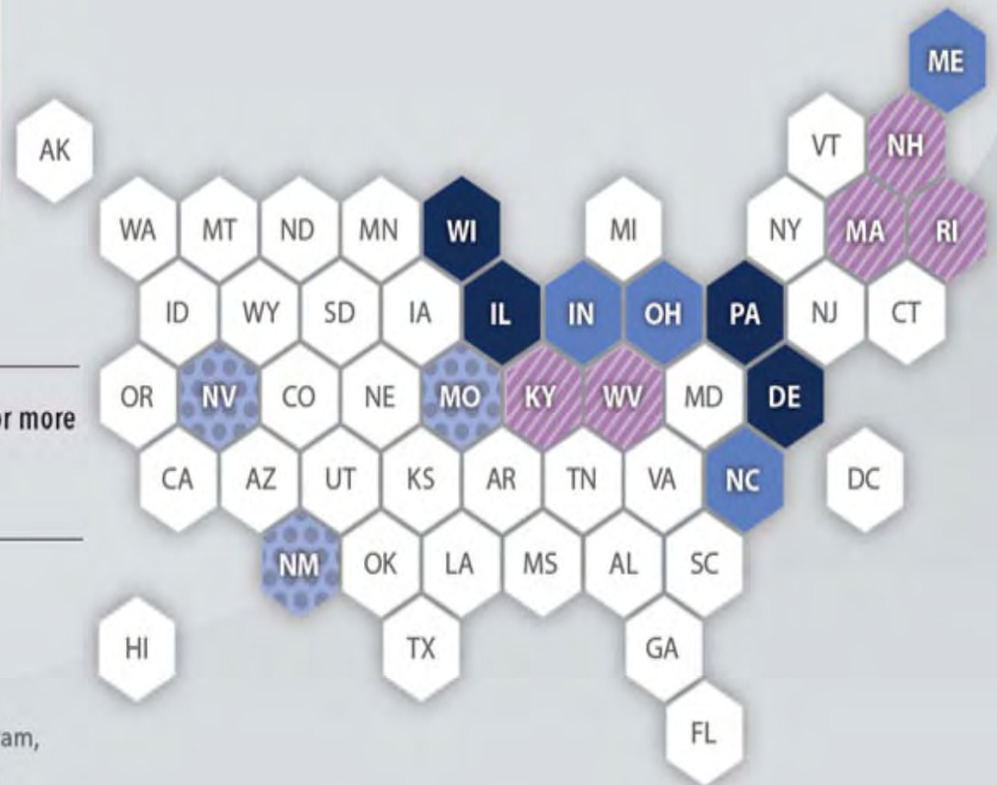 ME
AK VT NH
WA MT ND MN WI MI NY MA RI
ID WY SD IA IL IN OH PA NJ CT
OR NV CO NE MO KY WV MD DE
or more
CA AZ UT KS AR TN VA NC DC
NM OK LA MS AL SC
HI TX GA
FL
am,